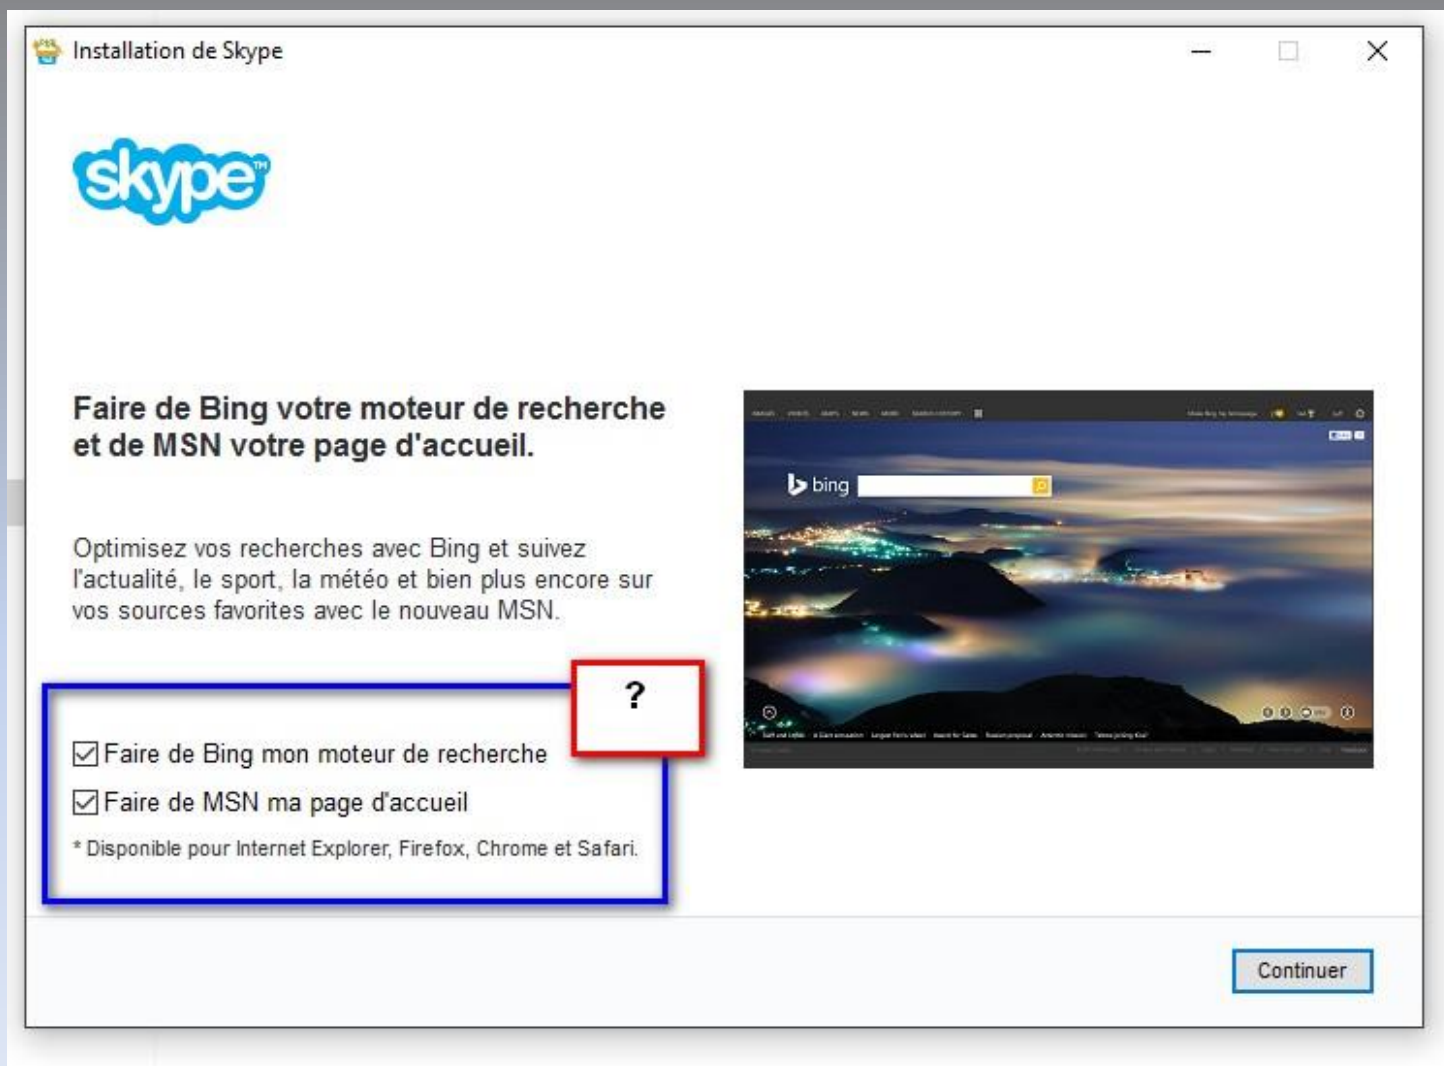 Installation de Skype
skype™
Faire de Bing votre moteur de recherche
et de MSN votre page d'accueil.
Optimisez vos recherches avec Bing et suivez
l'actualité, le sport, la météo et bien plus encore sur
vos sources favorites avec le nouveau MSN.
bing
?
Faire de Bing mon moteur de recherche
Faire de MSN ma page d'accueil
* Disponible pour Internet Explorer, Firefox, Chrome et Safari.
Continuer